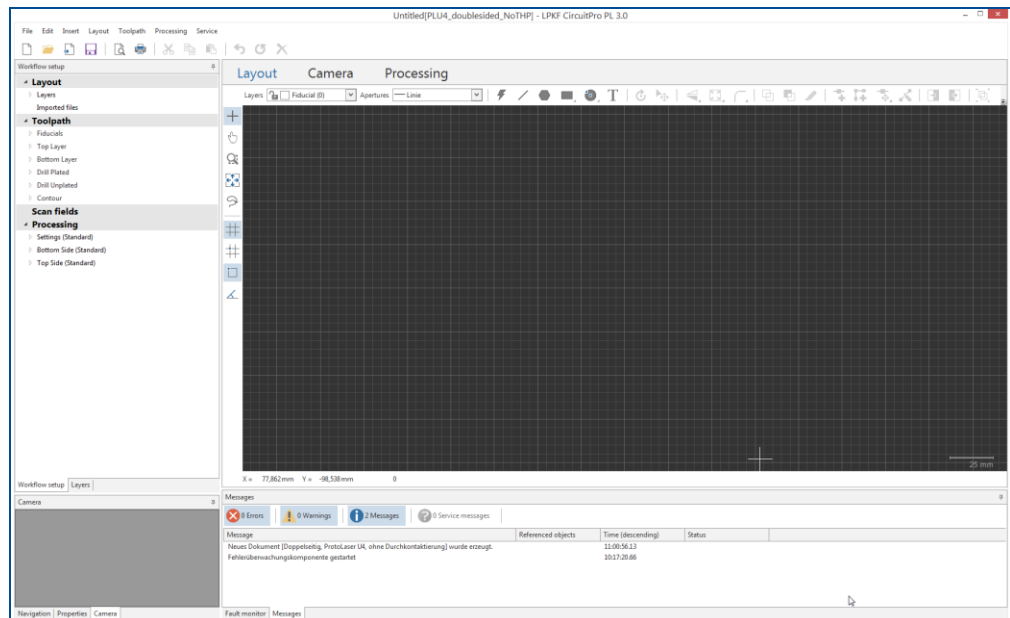 Untitled[PLU4_doublesided_NoTHP] - LPKF CircuitPro PL 3.0
File Edit Insert Layout Toolpath Processing Service
Workflow setup
Layout
Layers
Imported files
Toolpath
Fiducials
Top Layer
Bottom Layer
Drill Plated
Drill Unplated
Contour
Scan fields
Processing
Settings (Standard)
Bottom Side (Standard)
Top Side (Standard)
Workflow setup Layers
Camera
Navigation Properties Camera
Layout Camera Processing
Layers Fiducial (0) Apertures Linie
25 mm
X = 77,862 mm Y = -98,538 mm 0
Messages
0 Errors 0 Warnings 2 Messages 0 Service messages
Message Referenced objects Time (descending) Status
Neues Dokument [Doppelseitig, ProtoLaser U4, ohne Durchkontaktierung] wurde erzeugt. 11:00:56.13
Fehlerüberwachungskomponente gestartet 10:17:20.66
Fault monitor Messages